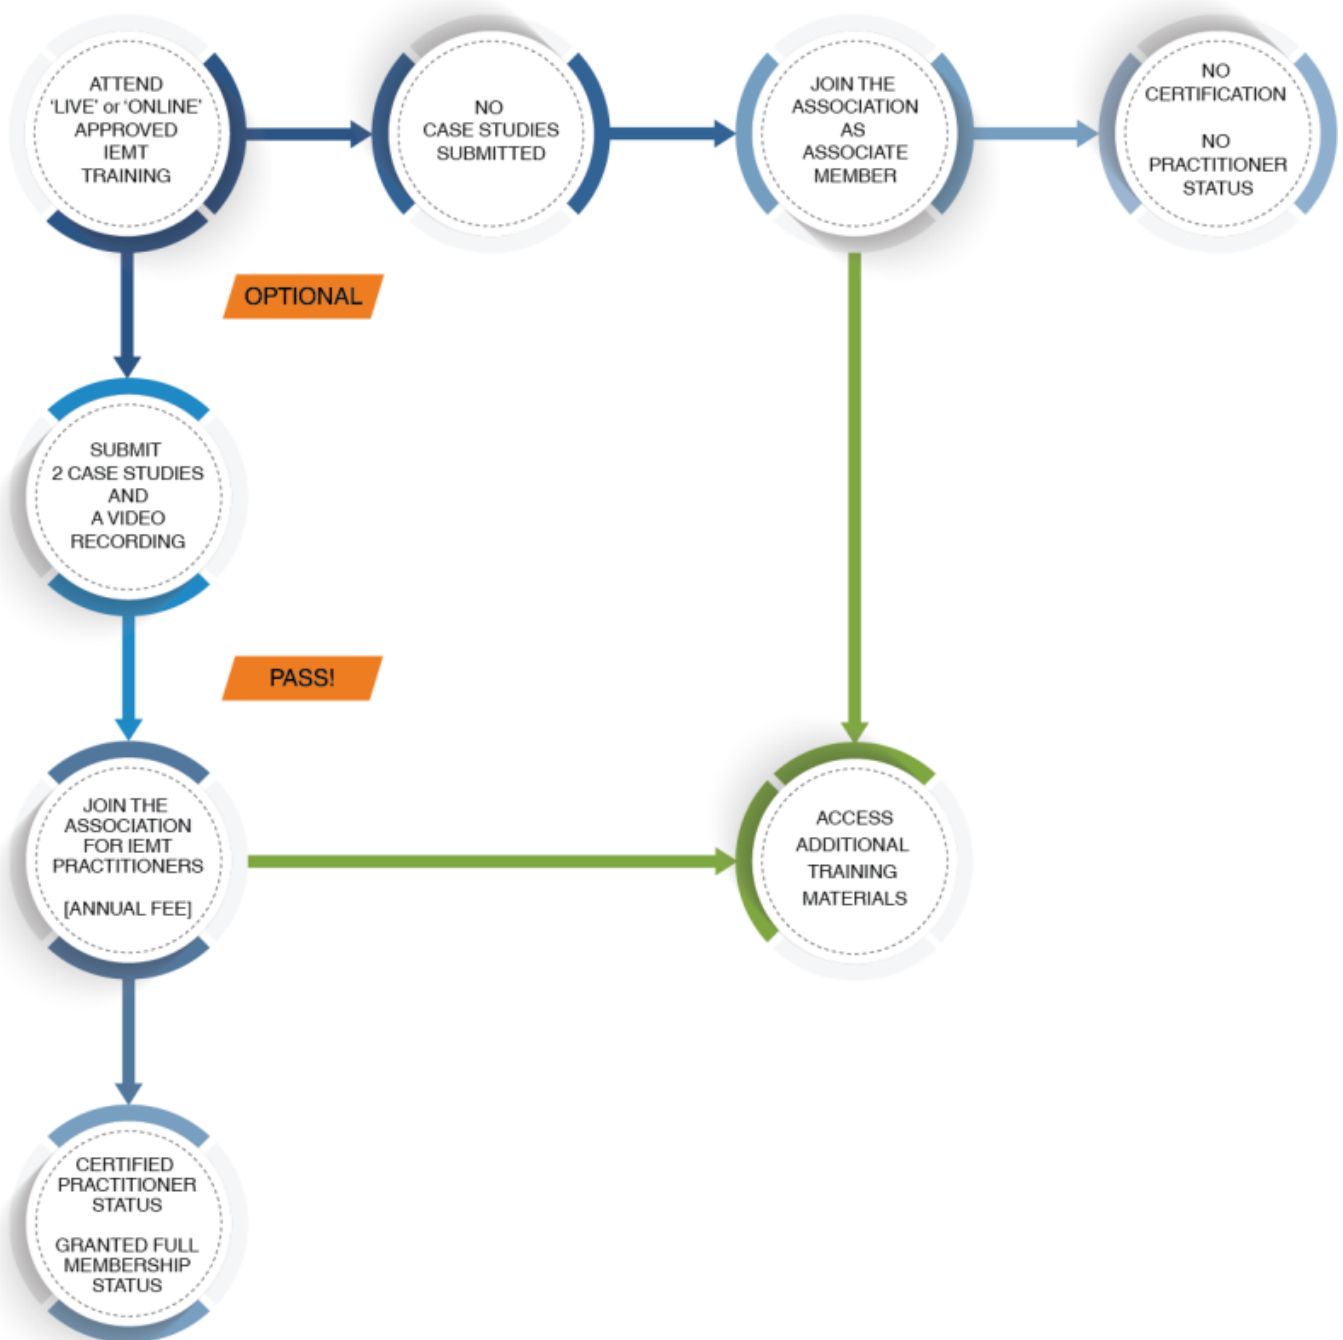 ATTEND
'LIVE' or 'ONLINE'
APPROVED
IEMT
TRAINING
NO
CASE STUDIES
SUBMITTED
JOIN THE
ASSOCIATION
AS
ASSOCIATE
MEMBER
NO
CERTIFICATION
NO
PRACTITIONER
STATUS
OPTIONAL
SUBMIT
2 CASE STUDIES
AND
A VIDEO
RECORDING
PASS!
JOIN THE
ASSOCIATION
FOR IEMT
PRACTITIONERS
[ANNUAL FEE]
ACCESS
ADDITIONAL
TRAINING
MATERIALS
CERTIFIED
PRACTITIONER
STATUS
GRANTED FULL
MEMBERSHIP
STATUS